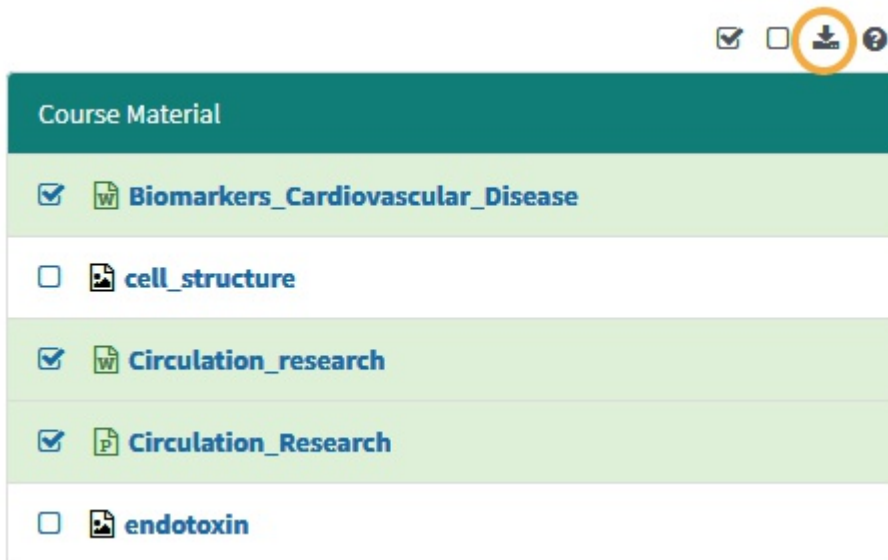 Course Material
Biomarkers_Cardiovascular_Disease
cell_structure
Circulation_research
Circulation_Research
endotoxin